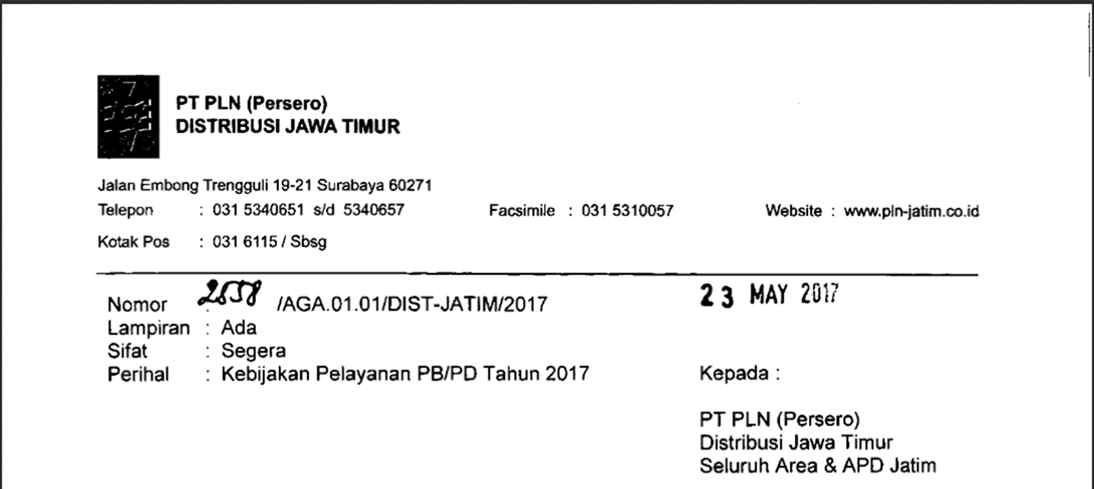 PT PLN (Persero)
DISTRIBUSI JAWA TIMUR
Jalan Embong Trengguli 19-21 Surabaya 60271
Telepon : 031 5340651 s/d 5340657 Facsimile : 031 5310057 Website : www.pln-jatim.co.id
Kotak Pos : 031 6115 / Sbsg
Nomor : /AGA.01.01/DIST-JATIM/2017 23 MAY 2017
Lampiran : Ada
Sifat : Segera
Perihal : Kebijakan Pelayanan PB/PD Tahun 2017 Kepada :
PT PLN (Persero)
Distribusi Jawa Timur
Seluruh Area & APD Jatim